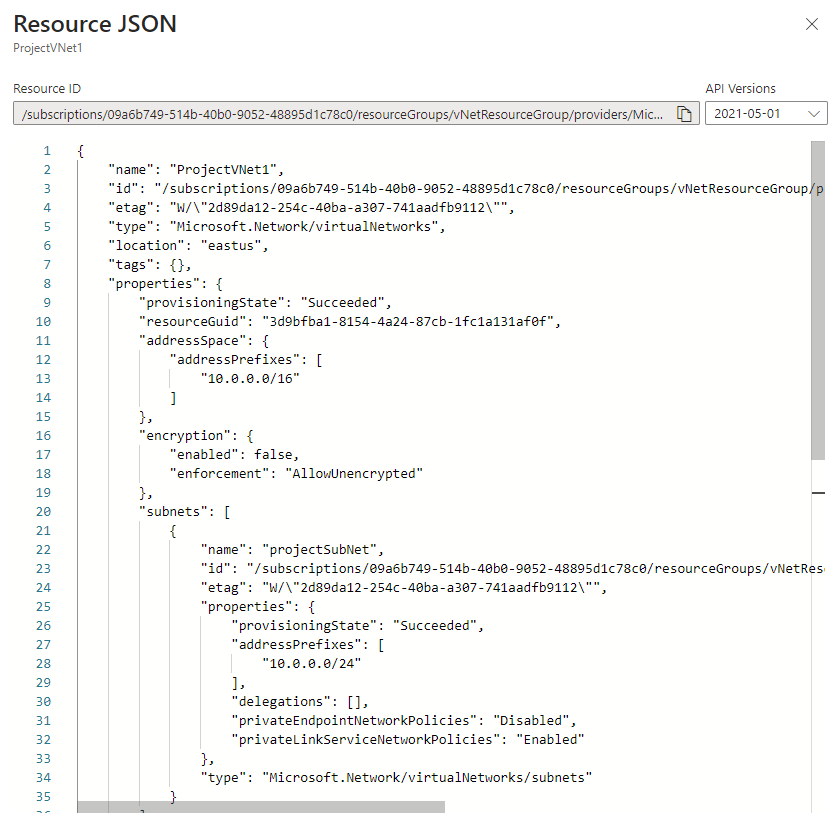 Resource JSON
ProjectVNet1
Resource ID
API Versions
/subscriptions/09a6b749-514b-40b0-9052-48895d1c78c0/resourceGroups/vNetResourceGroup/providers/Mic...
2021-05-01
1 {
2 "name": "ProjectVNet1",
3 "id": "/subscriptions/09a6b749-514b-40b0-9052-48895d1c78c0/resourceGroups/vNetResourceGroup/p
4 "etag": "W/\"2d89da12-254c-40ba-a307-741aadfb9112\"",
5 "type": "Microsoft.Network/virtualNetworks",
6 "location": "eastus",
7 "tags": {},
8 "properties": {
9 "provisioningState": "Succeeded",
10 "resourceGuid": "3d9bfba1-8154-4a24-87cb-1fc1a131af0f",
11 "addressSpace": {
12 "addressPrefixes": [
13 "10.0.0.0/16"
14 ]
15 },
16 "encryption": {
17 "enabled": false,
18 "enforcement": "AllowUnencrypted"
19 },
20 "subnets": [
21 {
22 "name": "projectSubNet",
23 "id": "/subscriptions/09a6b749-514b-40b0-9052-48895d1c78c0/resourceGroups/vNetRes
24 "etag": "W/\"2d89da12-254c-40ba-a307-741aadfb9112\"",
25 "properties": {
26 "provisioningState": "Succeeded",
27 "addressPrefixes": [
28 "10.0.0.0/24"
29 ],
30 "delegations": [],
31 "privateEndpointNetworkPolicies": "Disabled",
32 "privateLinkServiceNetworkPolicies": "Enabled"
33 },
34 "type": "Microsoft.Network/virtualNetworks/subnets"
35 }